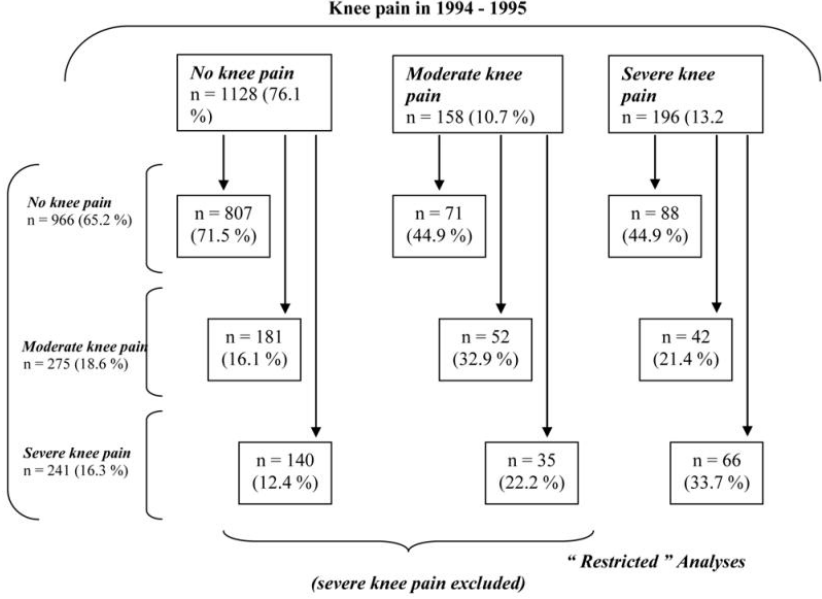 Knee pain in 1994 - 1995
No knee pain
n = 1128 (76.1
%)
Moderate knee
pain
n = 158 (10.7 %)
Severe knee
pain
n = 196 (13.2
No knee pain
n = 966 (65.2 %)
n = 807
(71.5 %)
n = 71
(44.9 %)
n = 88
(44.9 %)
Moderate knee pain
n = 275 (18.6 %)
n = 181
(16.1 %)
n = 52
(32.9 %)
n = 42
(21.4 %)
Severe knee pain
n = 241 (16.3 %)
n = 140
(12.4 %)
n = 35
(22.2 %)
n = 66
(33.7 %)
“ Restricted ” Analyses
(severe knee pain excluded)